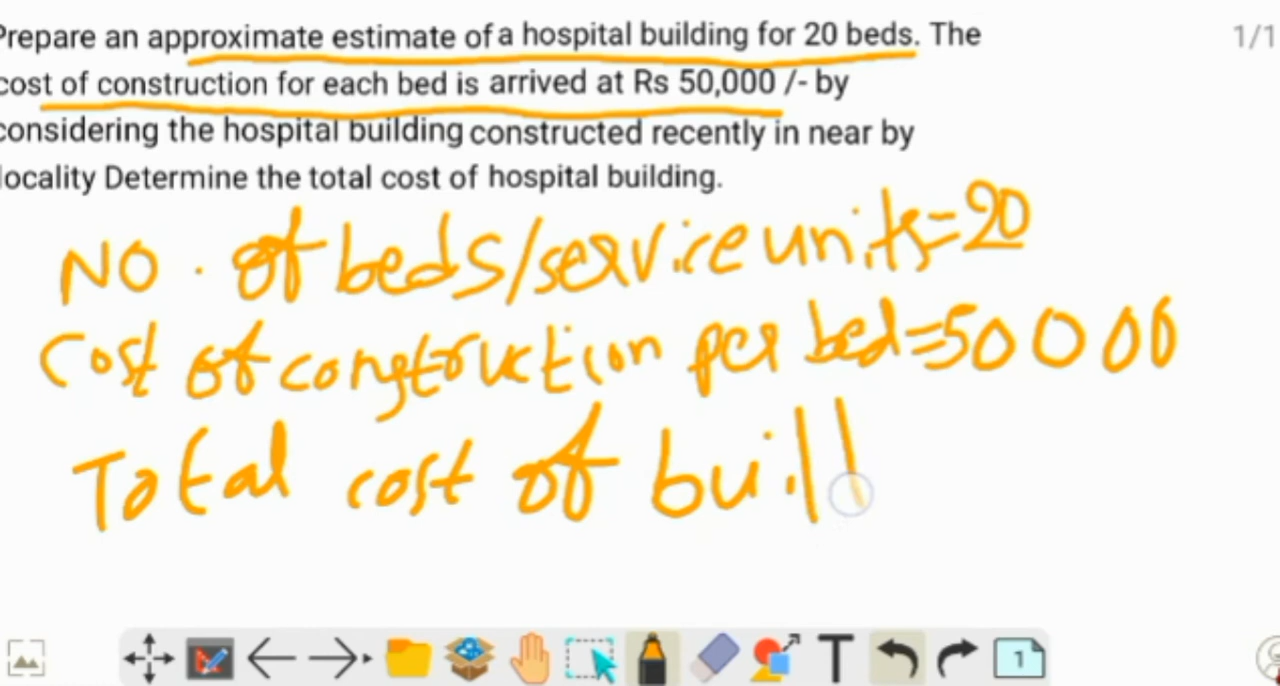 Prepare an approximate estimate of a hospital building for 20 beds. The 1/1
cost of construction for each bed is arrived at Rs 50,000 /- by
considering the hospital building constructed recently in near by
locality Determine the total cost of hospital building.
NO. of beds/service units=20
Cost of construction per bed=50000
Total cost of buil
T 1